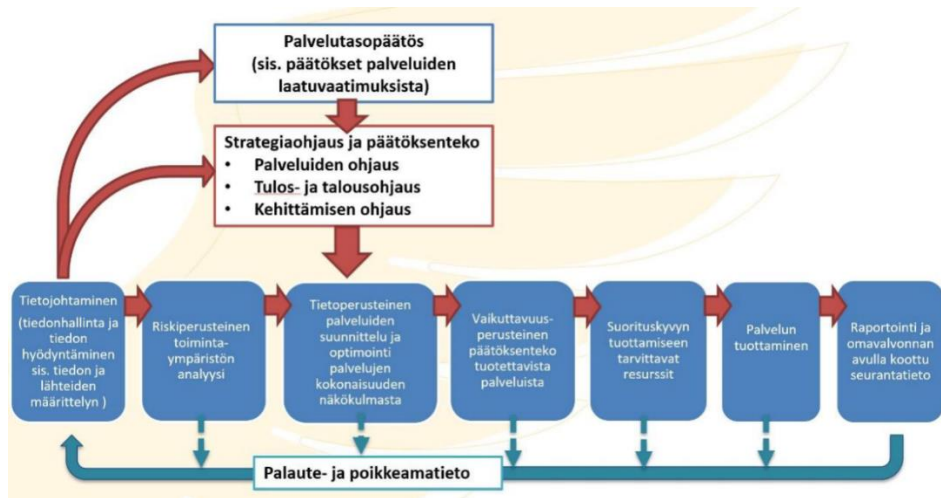 Palvelutasopäätös
(sis. päätökset palveluiden
laatuvaatimuksista)
Strategiaohjaus ja päätöksenteko
• Palveluiden ohjaus
• Tulos- ja talousohjaus
• Kehittämisen ohjaus
Tietojohtaminen
(tiedonhallinta ja
tiedon
hyödyntäminen
sis. tiedon ja
lähteiden
määrittelyn )
Riskiperusteinen
toiminta-
ympäristön
analyysi
Tietoperusteinen
palveluiden
suunnittelu ja
optimointi
palvelujen
kokonaisuuden
näkökulmasta
Vaikuttavuus-
perusteinen
päätöksenteko
tuotettavista
palveluista
Suorituskyvyn
tuottamiseen
tarvittavat
resurssit
Palvelun
tuottaminen
Raportointi ja
omavalvonnan
avulla koottu
seurantatieto
Palaute- ja poikkeamatieto